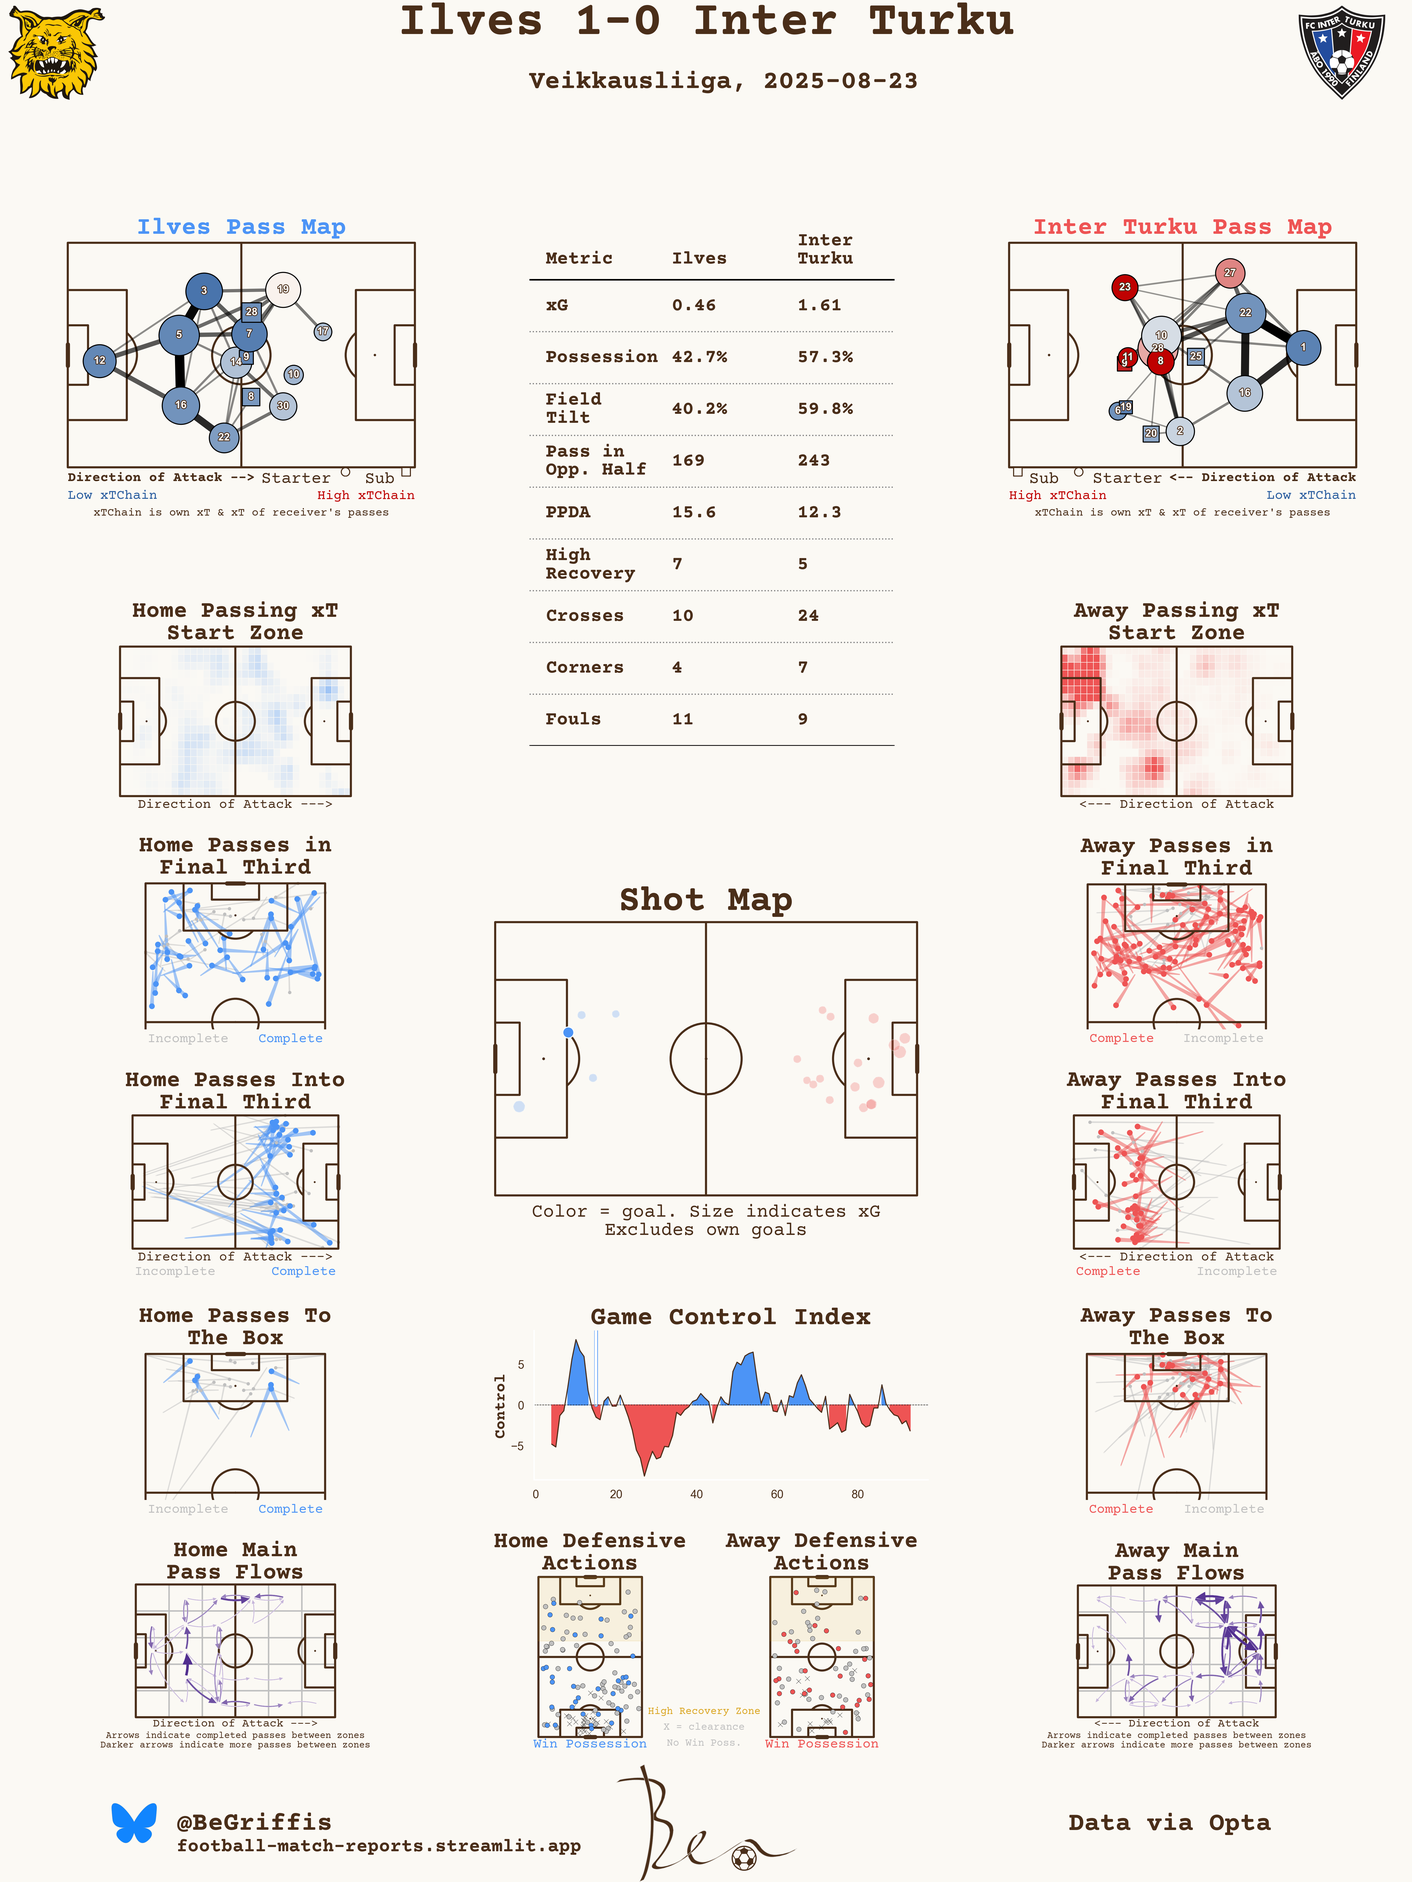 Ilves 1-0 Inter Turku
Veikkausliiga, 2025-08-23
FC INTER TURKU
ÅBO 1990 FINLAND
Ilves Pass Map
3
19
28
17
5
7
9
14
12
10
8
30
16
22
Direction of Attack --> Starter Sub
Low xTChain High xTChain
xTChain is own xT & xT of receiver's passes
Metric Ilves Inter Turku
xG 0.46 1.61
Possession 42.7% 57.3%
Field Tilt 40.2% 59.8%
Pass in Opp. Half 169 243
PPDA 15.6 12.3
High Recovery 7 5
Crosses 10 24
Corners 4 7
Fouls 11 9
Inter Turku Pass Map
27
23
22
10
28
1
11
9
8
25
16
6
19
20
2
Sub Starter <-- Direction of Attack
High xTChain Low xTChain
xTChain is own xT & xT of receiver's passes
Home Passing xT
Start Zone
Direction of Attack --->
Away Passing xT
Start Zone
<--- Direction of Attack
Home Passes in
Final Third
Incomplete Complete
Away Passes in
Final Third
Complete Incomplete
Shot Map
Color = goal. Size indicates xG
Excludes own goals
Home Passes Into
Final Third
Direction of Attack --->
Incomplete Complete
Away Passes Into
Final Third
<--- Direction of Attack
Complete Incomplete
Home Passes To
The Box
Incomplete Complete
Game Control Index
Control
5
0
−5
0 20 40 60 80
Away Passes To
The Box
Complete Incomplete
Home Main
Pass Flows
Direction of Attack --->
Arrows indicate completed passes between zones
Darker arrows indicate more passes between zones
Home Defensive
Actions
Win Possession
High Recovery Zone
X = clearance
No Win Poss.
Away Defensive
Actions
Win Possession
Away Main
Pass Flows
<--- Direction of Attack
Arrows indicate completed passes between zones
Darker arrows indicate more passes between zones
@BeGriffis
football-match-reports.streamlit.app
Ben
Data via Opta